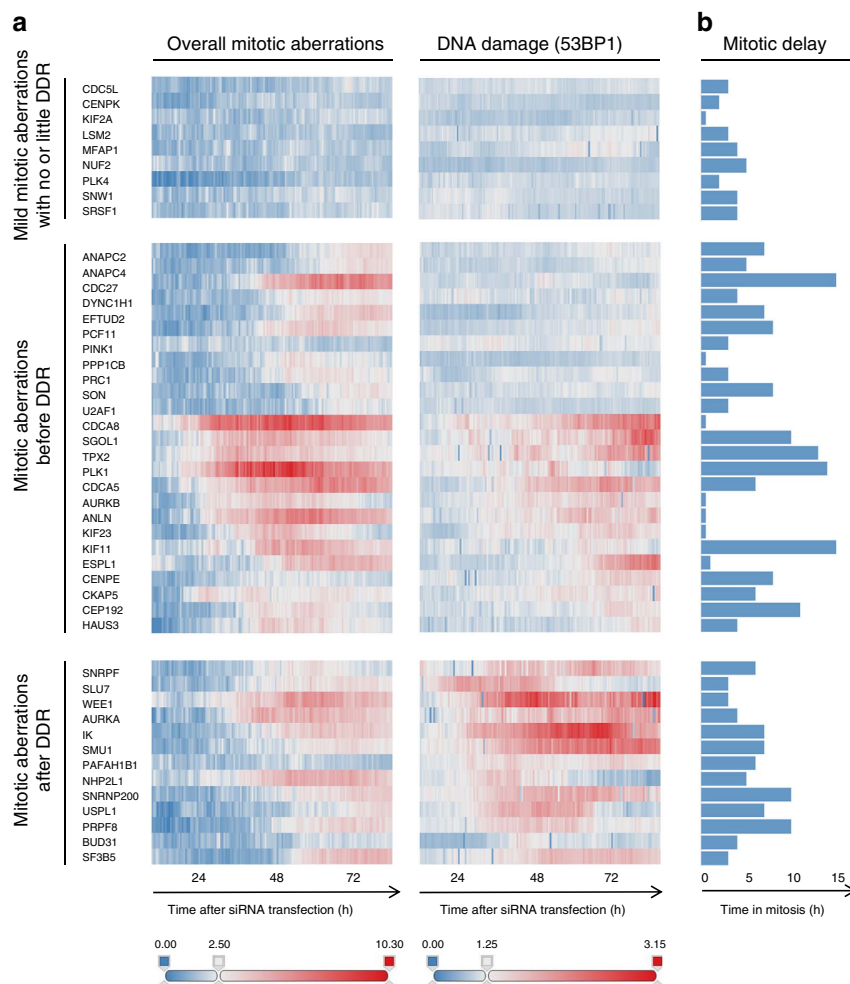 a
b
Overall mitotic aberrations
DNA damage (53BP1)
Mitotic delay
Mild mitotic aberrations
with no or little DDR
CDC5L
CENPK
KIF2A
LSM2
MFAP1
NUF2
PLK4
SNW1
SRSF1
Mitotic aberrations
before DDR
ANAPC2
ANAPC4
CDC27
DYNC1H1
EFTUD2
PCF11
PINK1
PPP1CB
PRC1
SON
U2AF1
CDCA8
SGOL1
TPX2
PLK1
CDCA5
AURKB
ANLN
KIF23
KIF11
ESPL1
CENPE
CKAP5
CEP192
HAUS3
Mitotic aberrations
after DDR
SNRPF
SLU7
WEE1
AURKA
IK
SMU1
PAFAH1B1
NHP2L1
SNRNP200
USPL1
PRPF8
BUD31
SF3B5
24 48 72
24 48 72
0 5 10 15
Time after siRNA transfection (h)
Time after siRNA transfection (h)
Time in mitosis (h)
0.00 2.50 10.30
0.00 1.25 3.15